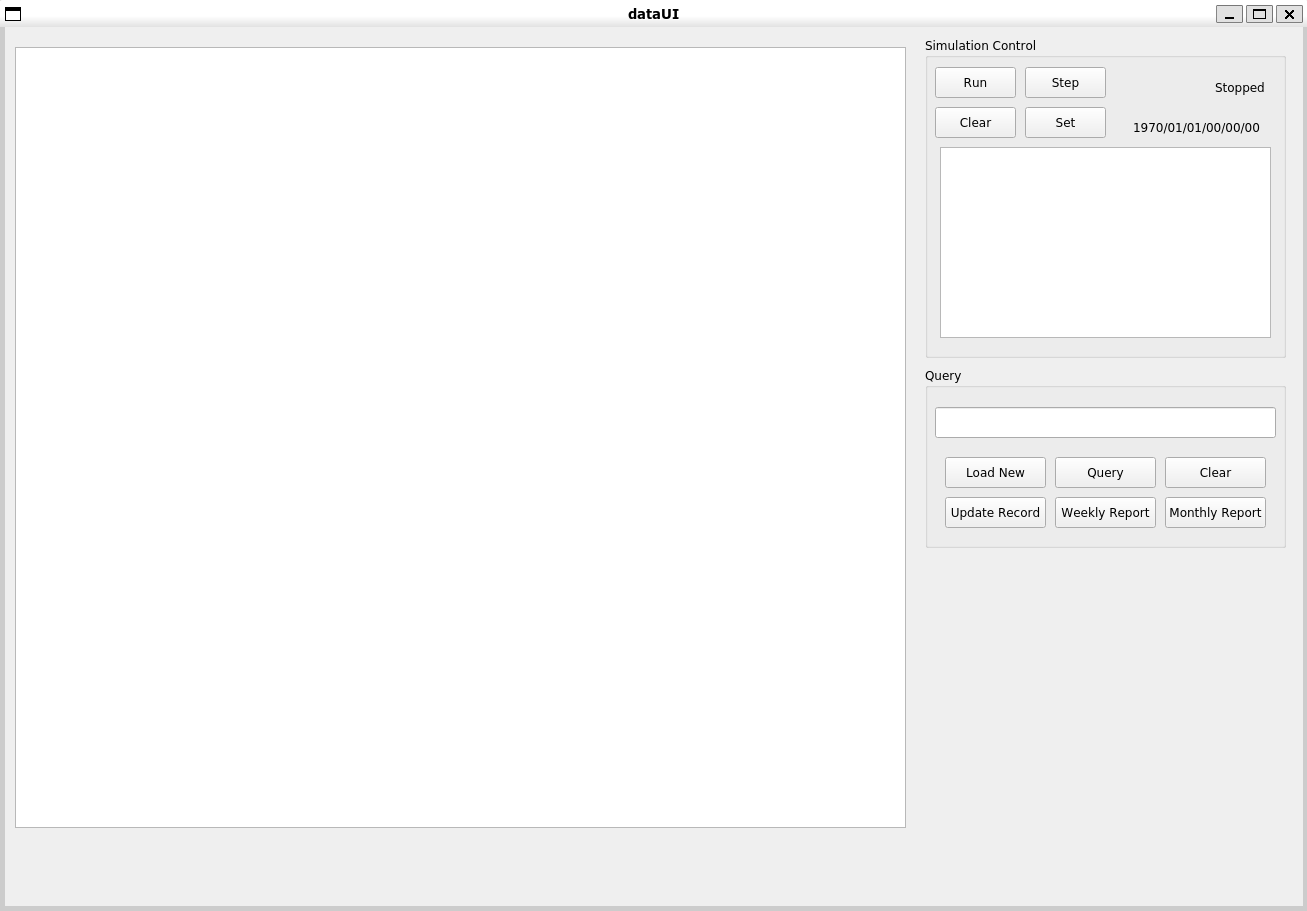 dataUI
Simulation Control
Run Step Stopped
Clear Set 1970/01/01/00/00/00
Query
Load New Query Clear
Update Record Weekly Report Monthly Report